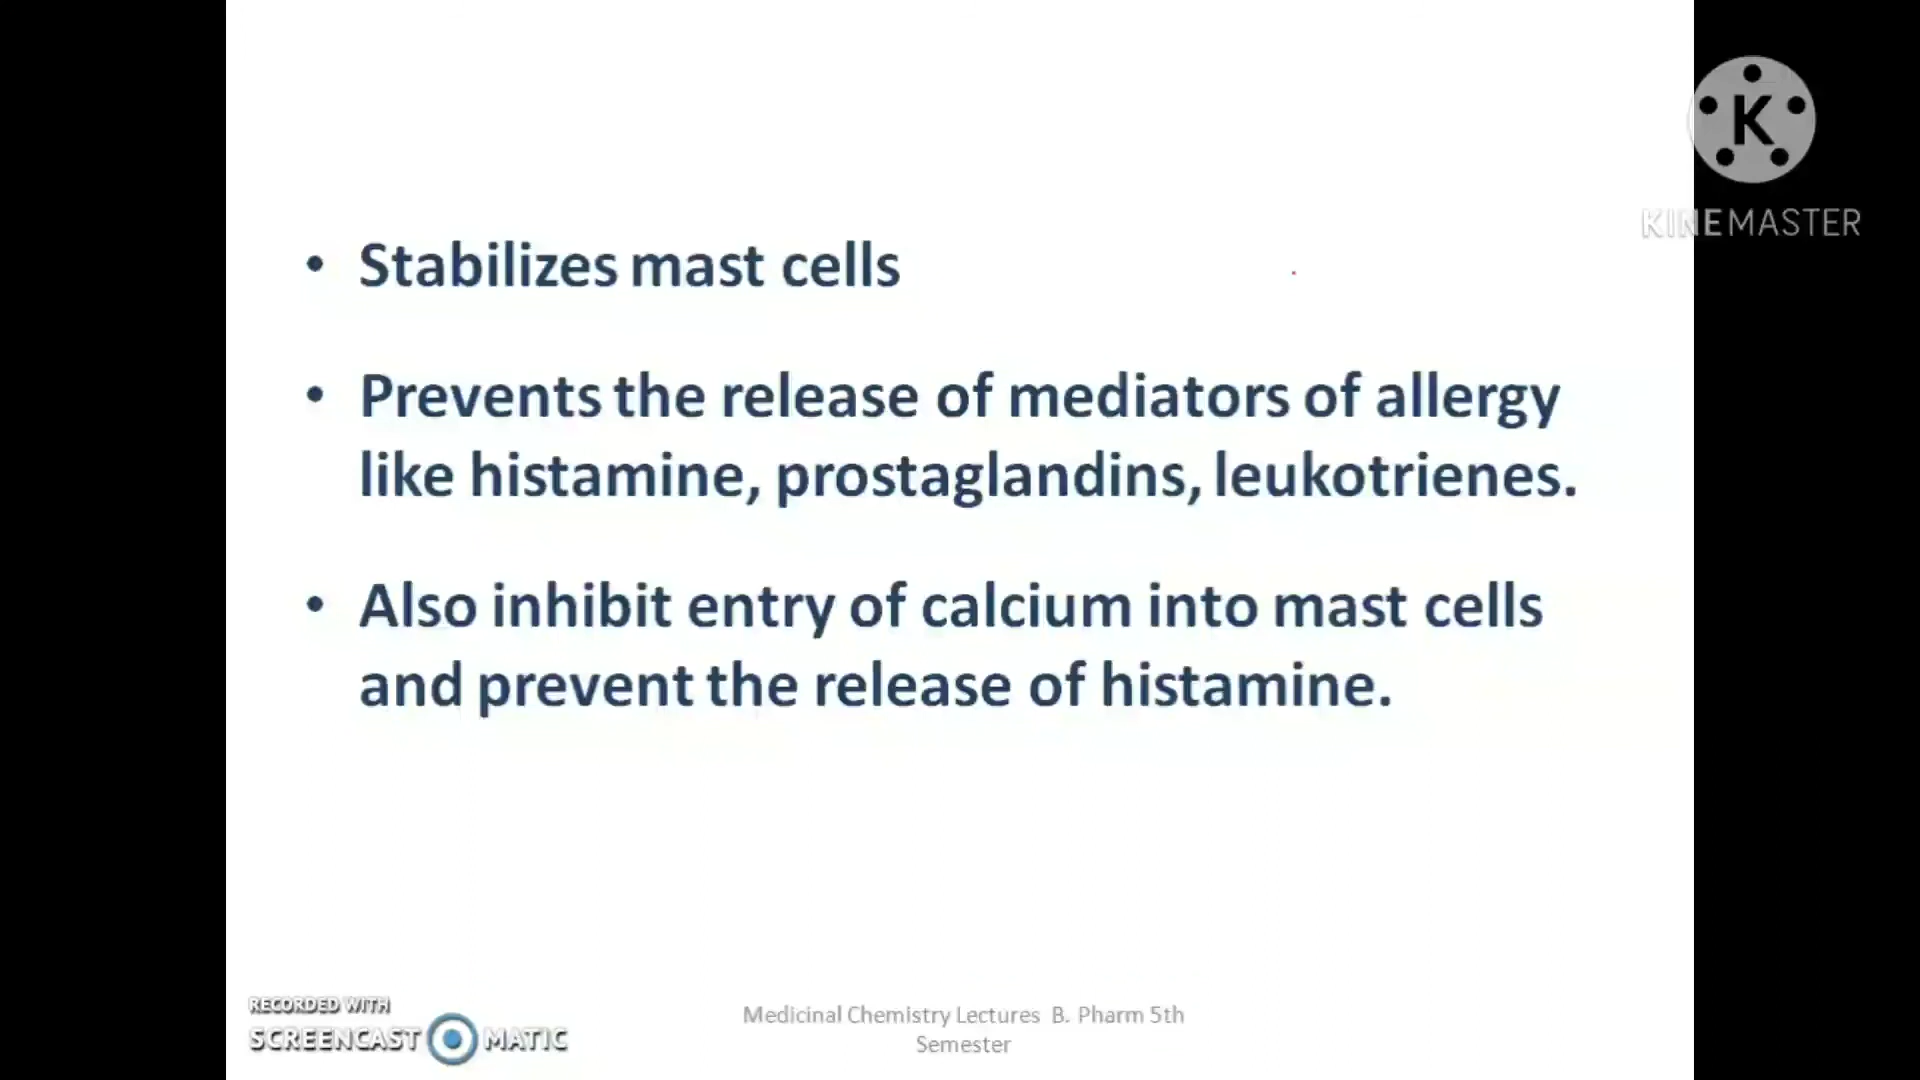 K
KINEMASTER
• Stabilizes mast cells
• Prevents the release of mediators of allergy
like histamine, prostaglandins, leukotrienes.
• Also inhibit entry of calcium into mast cells
and prevent the release of histamine.
RECORDED WITH
SCREENCAST MATIC
Medicinal Chemistry Lectures B. Pharm 5th
Semester